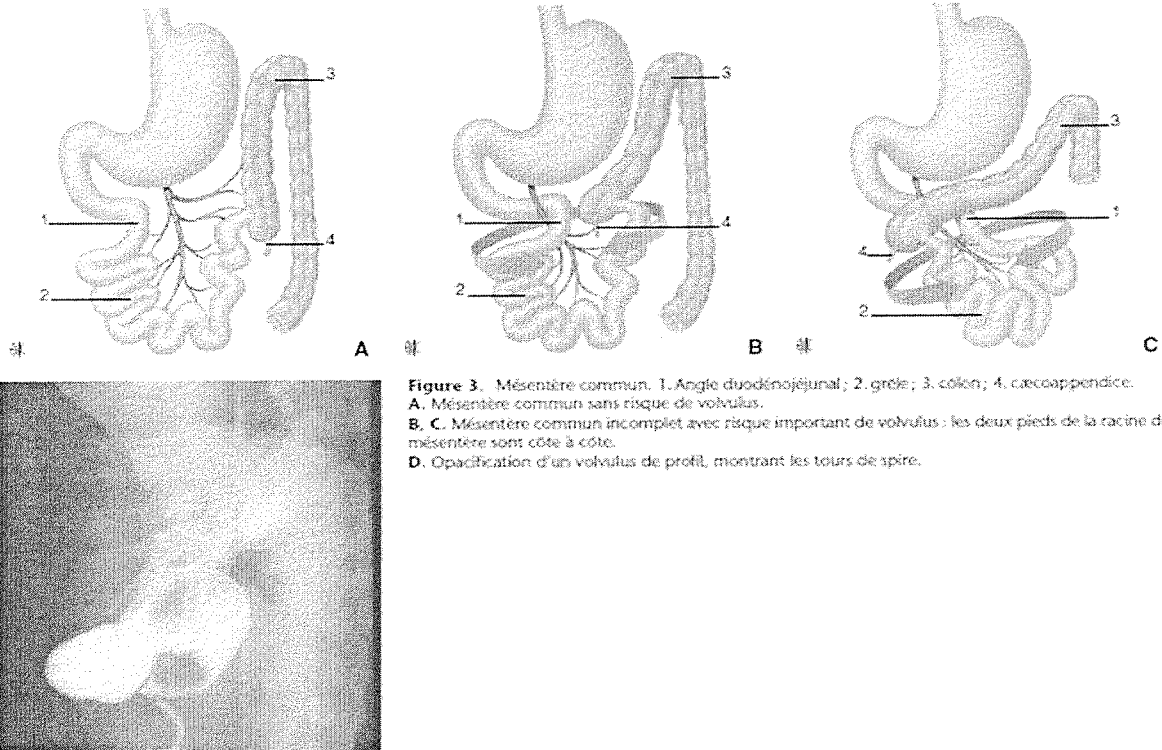 3
1
4
2
A
3
1
4
2
B
3
1
4
2
C
Figure 3. Mésentère commun. 1. Angle duodénojéjunal ; 2. grêle ; 3. côlon ; 4. cæcoappendice.
A. Mésentère commun sans risque de volvulus.
B, C. Mésentère commun incomplet avec risque important de volvulus : les deux pieds de la racine d
mésentère sont côte à côte.
D. Opacification d'un volvulus de profil, montrant les tours de spire.